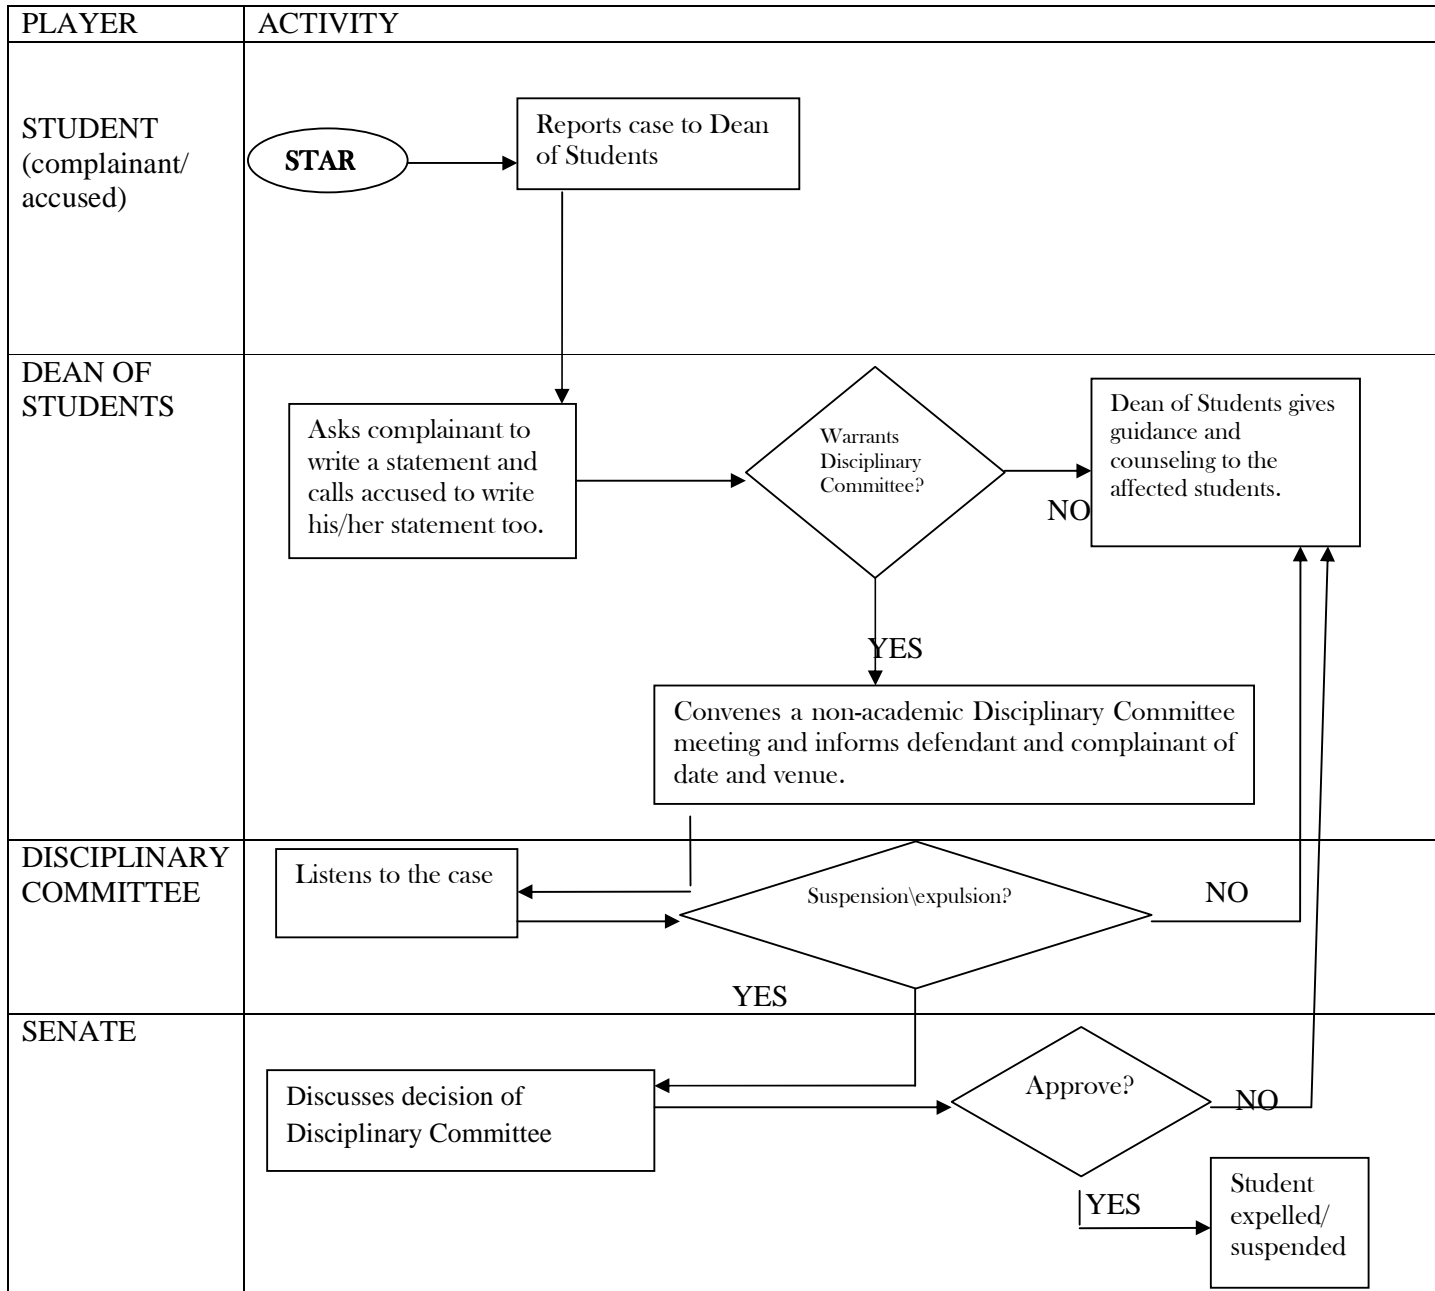 PLAYER
ACTIVITY
STUDENT
(complainant/
accused)
STAR
Reports case to Dean
of Students
DEAN OF
STUDENTS
Asks complainant to
write a statement and
calls accused to write
his/her statement too.
Warrants
Disciplinary
Committee?
NO
Dean of Students gives
guidance and
counseling to the
affected students.
YES
Convenes a non-academic Disciplinary Committee
meeting and informs defendant and complainant of
date and venue.
DISCIPLINARY
COMMITTEE
Listens to the case
Suspension\expulsion?
NO
YES
SENATE
Discusses decision of
Disciplinary Committee
Approve?
NO
YES
Student
expelled/
suspended